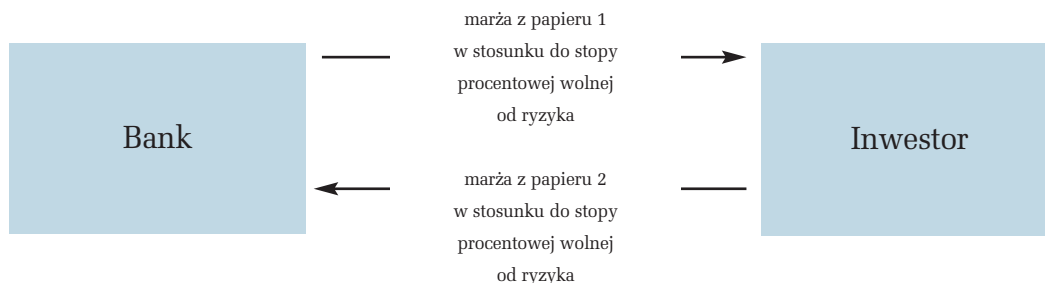 marża z papieru 1
w stosunku do stopy
procentowej wolnej
od ryzyka
Bank
Inwestor
marża z papieru 2
w stosunku do stopy
procentowej wolnej
od ryzyka